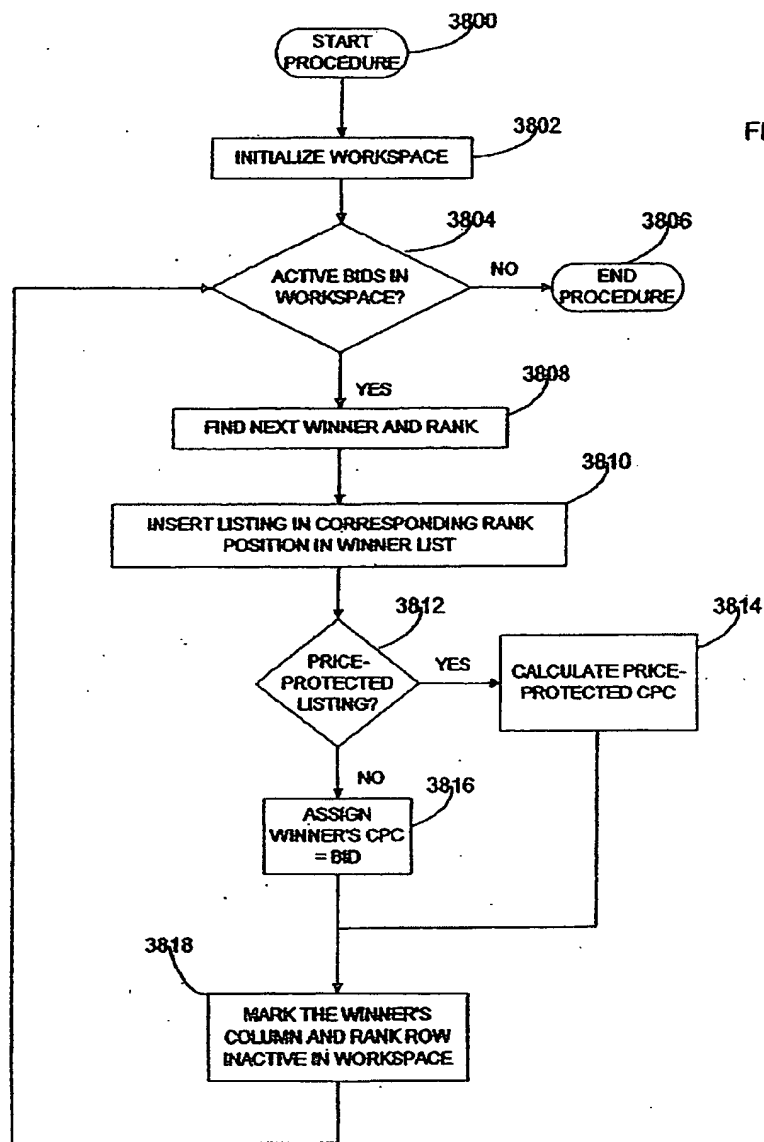 3800
START
PROCEDURE
3802
INITIALIZE WORKSPACE
3804
ACTIVE BIDS IN
WORKSPACE?
NO
3806
END
PROCEDURE
YES
3808
FIND NEXT WINNER AND RANK
3810
INSERT LISTING IN CORRESPONDING RANK
POSITION IN WINNER LIST
3812
PRICE-
PROTECTED
LISTING?
YES
3814
CALCULATE PRICE-
PROTECTED CPC
NO
3816
ASSIGN
WINNER'S CPC
= BID
3818
MARK THE WINNER'S
COLUMN AND RANK ROW
INACTIVE IN WORKSPACE